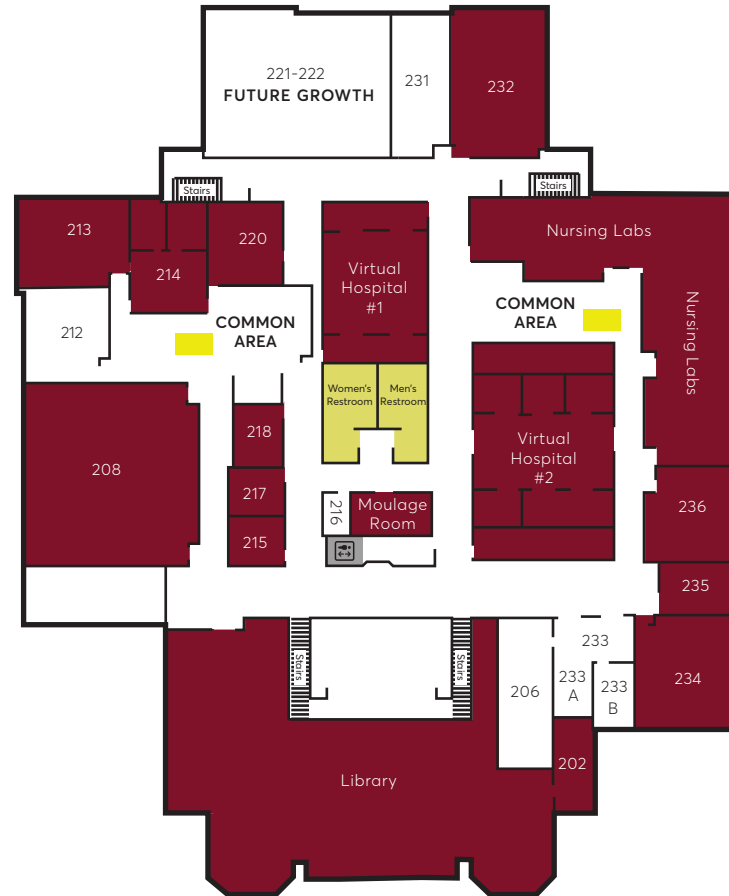 221-222
FUTURE GROWTH
231
232
Stairs
Stairs
213
214
220
Nursing Labs
Virtual
Hospital
#1
COMMON
AREA
COMMON
AREA
212
Nursing Labs
Women's
Restroom
Men's
Restroom
208
218
217
215
Virtual
Hospital
#2
216
Moulage
Room
236
235
Stairs
Stairs
206
233
233
A
233
B
234
202
Library